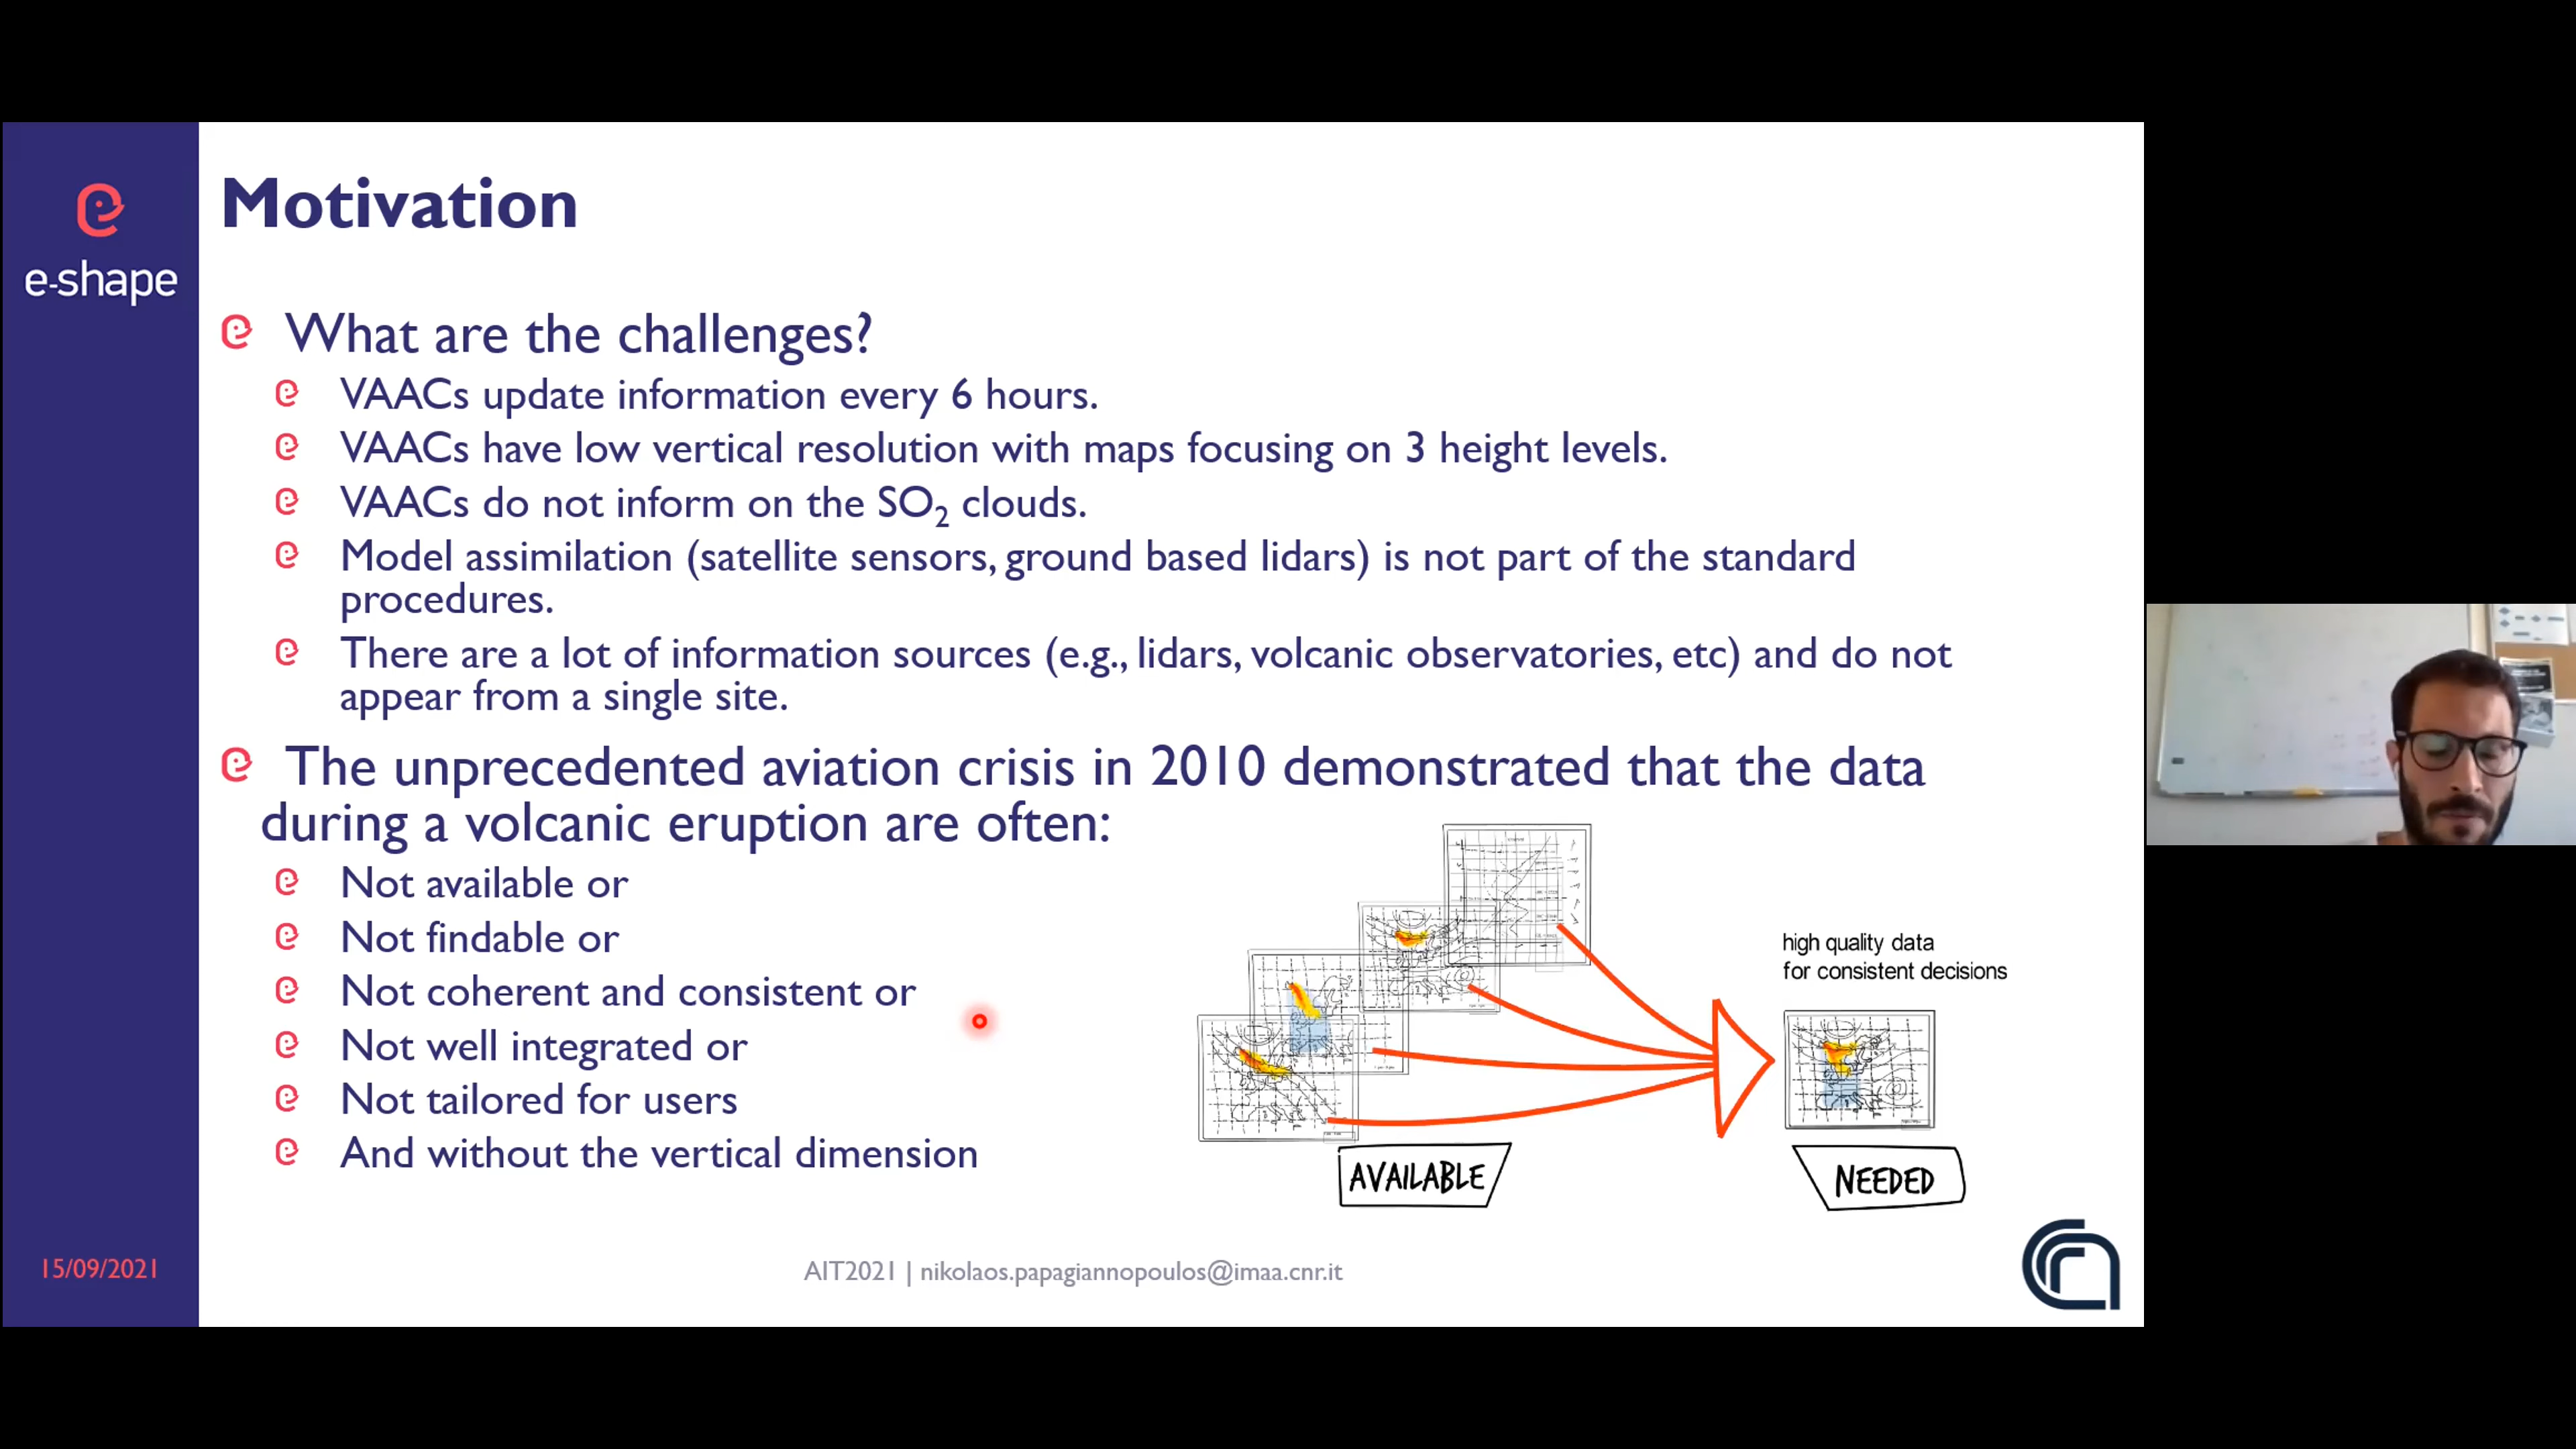 e-shape
Motivation
What are the challenges?
VAACs update information every 6 hours.
VAACs have low vertical resolution with maps focusing on 3 height levels.
VAACs do not inform on the SO₂ clouds.
Model assimilation (satellite sensors, ground based lidars) is not part of the standard
procedures.
There are a lot of information sources (e.g., lidars, volcanic observatories, etc) and do not
appear from a single site.
The unprecedented aviation crisis in 2010 demonstrated that the data
during a volcanic eruption are often:
Not available or
Not findable or
Not coherent and consistent or
Not well integrated or
Not tailored for users
And without the vertical dimension
high quality data
for consistent decisions
AVAILABLE
NEEDED
15/09/2021
AIT2021 | nikolaos.papagiannopoulos@imaa.cnr.it